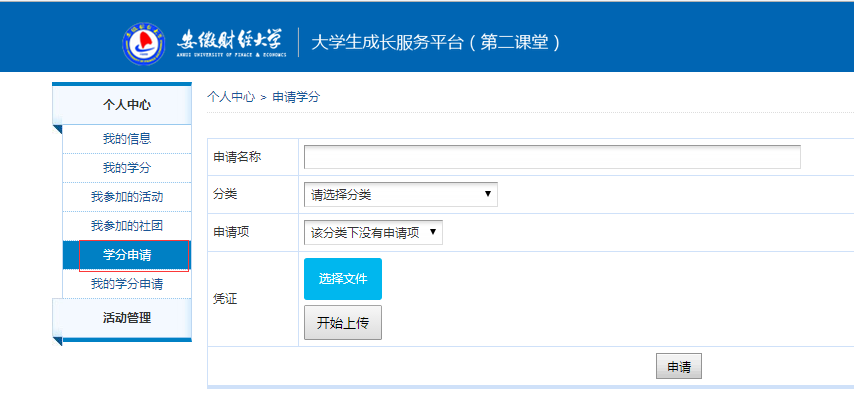 安徽财经大学
ANHUI UNIVERSITY OF FINANCE & ECONOMICS
大学生成长服务平台（第二课堂）
个人中心
我的信息
我的学分
我参加的活动
我参加的社团
学分申请
我的学分申请
活动管理
个人中心 > 申请学分
申请名称
分类 请选择分类
申请项 该分类下没有申请项
凭证 选择文件
开始上传
申请